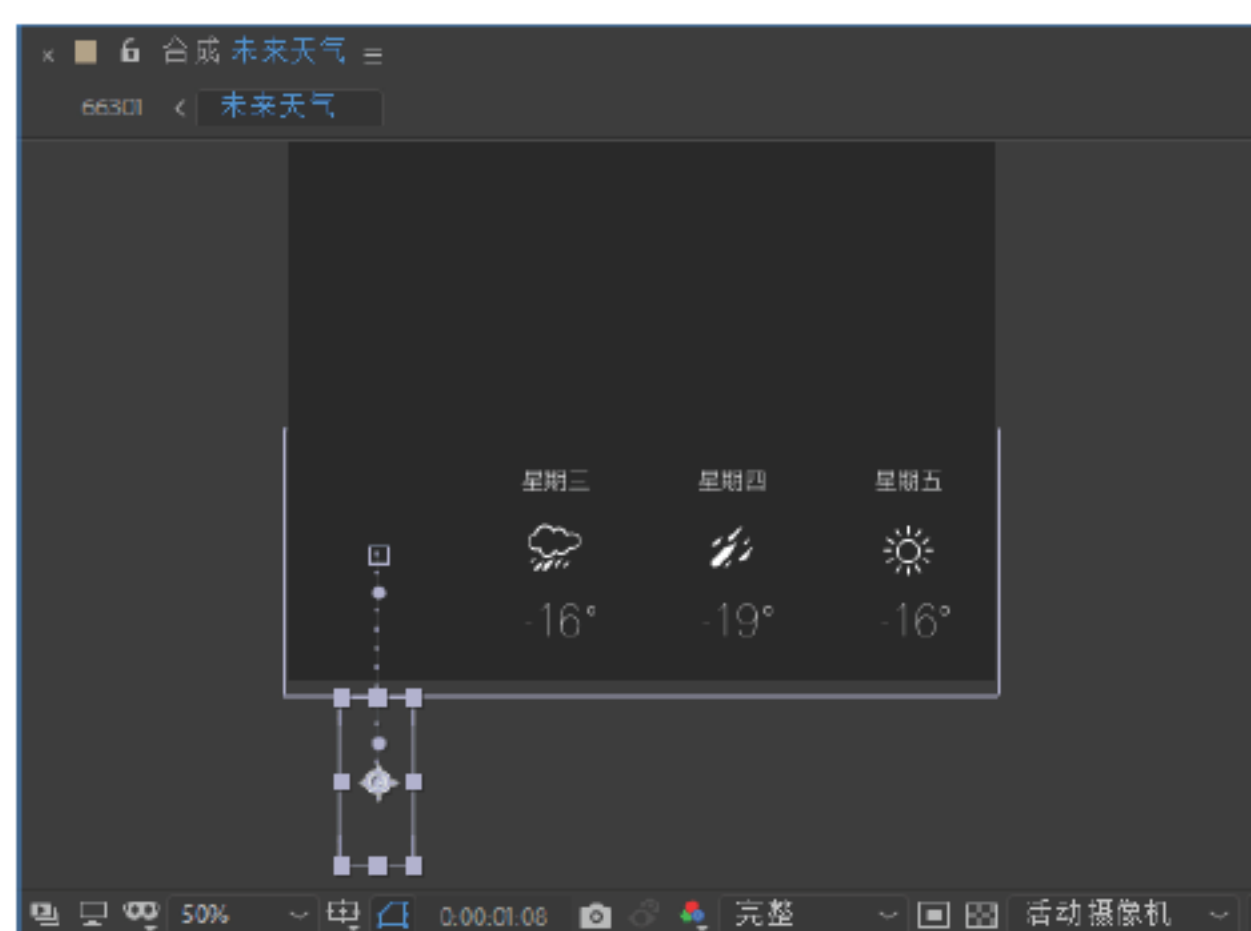 合成 未来天气
66301 未来天气
星期三 星期四 星期五
-16° -19° -16°
50% 0:00:01:08 完整 活动摄像机